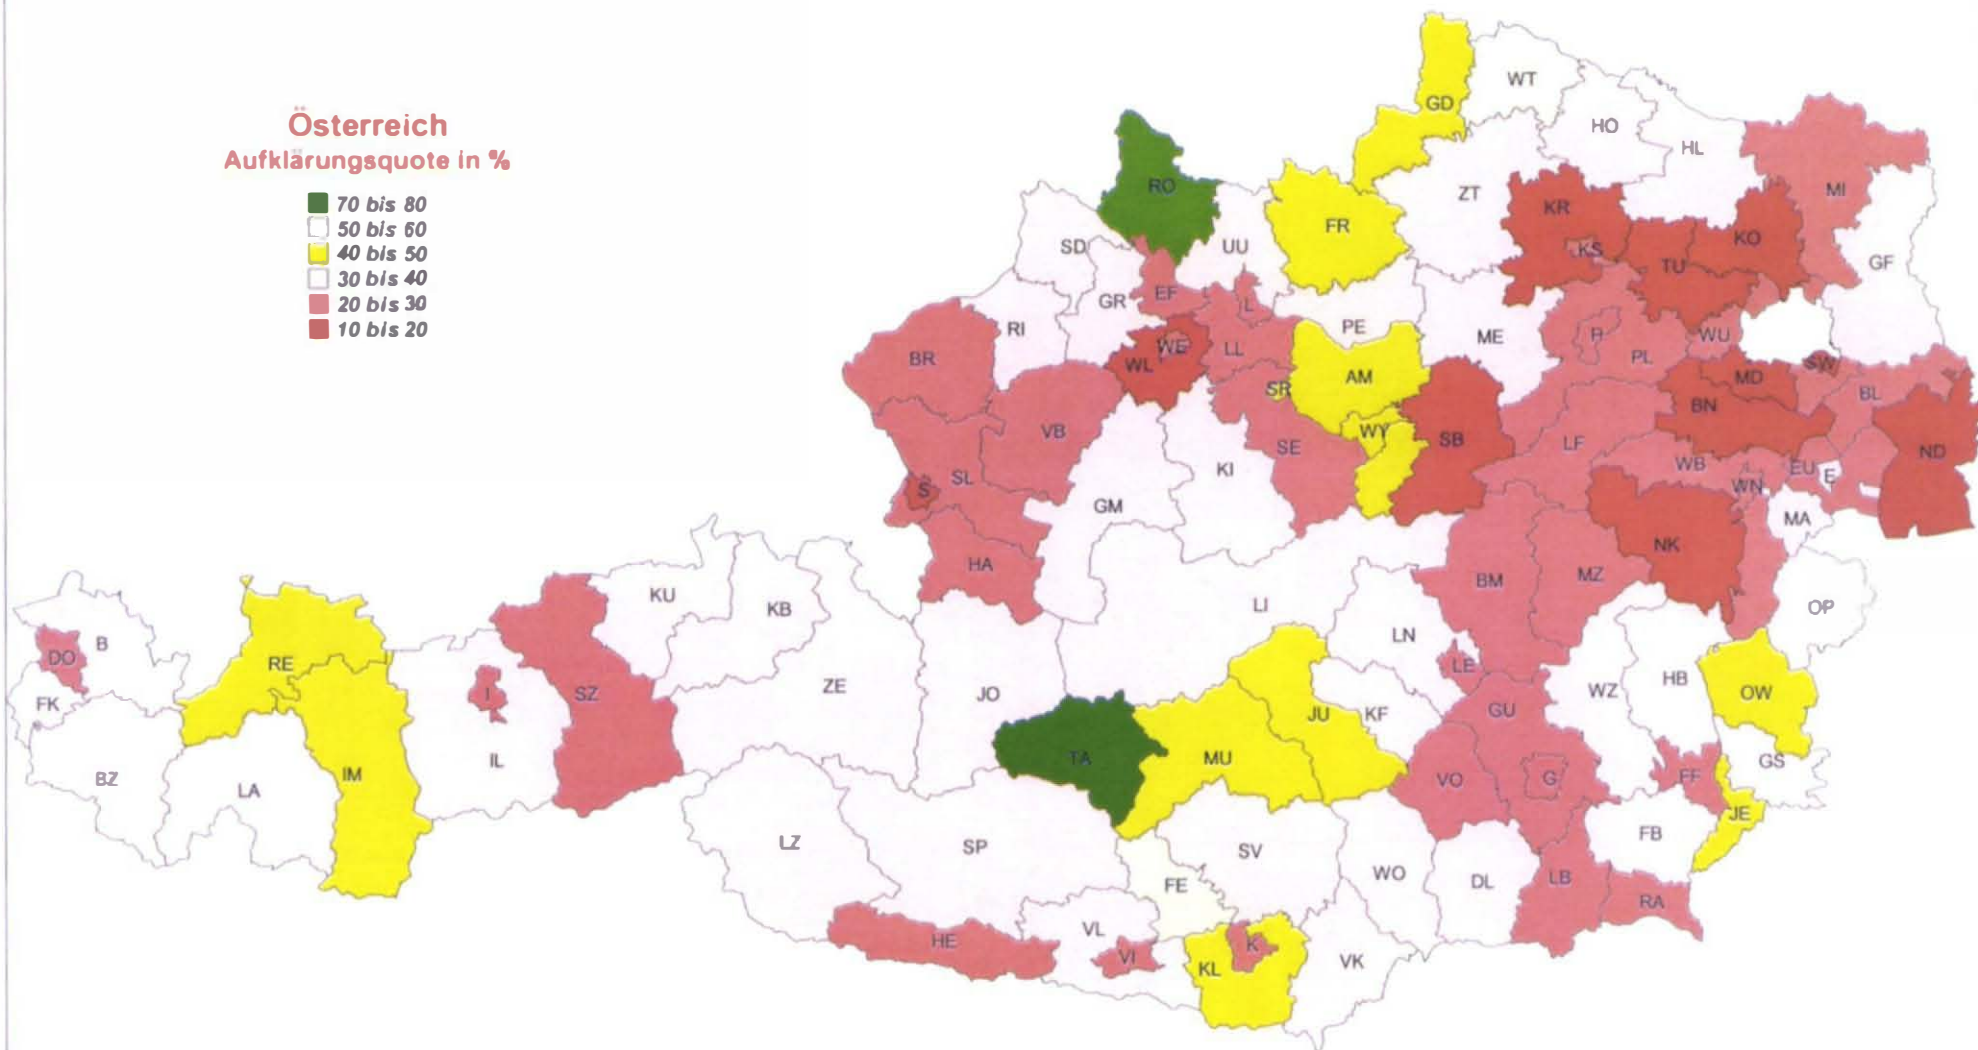 Österreich
Aufklärungsquote in %
70 bis 80
50 bis 60
40 bis 50
30 bis 40
20 bis 30
10 bis 20
WT
GD
HO
HL
RO
ZT
KR
MI
FR
SD
UU
KS
TU
KO
GF
EF
GR
L
RI
PE
ME
P
WU
BR
WL
WE
LL
PL
SR
AM
MD
SW
BL
BN
VB
WY
SB
LF
ND
SE
KI
WB
EU
E
S
SL
WN
GM
MA
HA
NK
BM
MZ
KU
KB
LI
OP
B
DO
RE
LN
LE
FK
I
SZ
ZE
JO
WZ
HB
OW
JU
KF
GU
BZ
LA
IM
IL
TA
MU
VO
G
FF
GS
JE
LZ
SP
SV
FB
FE
WO
DL
LB
RA
HE
VL
VI
K
KL
VK